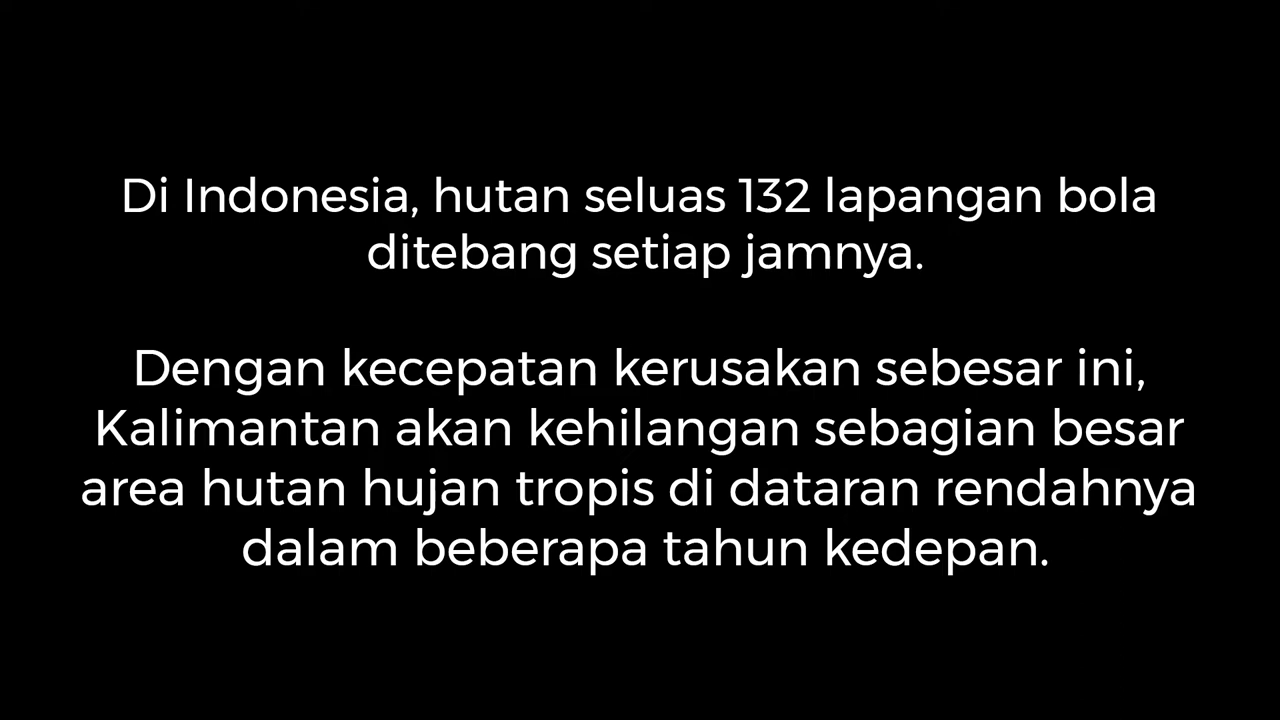 Di Indonesia, hutan seluas 132 lapangan bola
ditebang setiap jamnya.
Dengan kecepatan kerusakan sebesar ini,
Kalimantan akan kehilangan sebagian besar
area hutan hujan tropis di dataran rendahnya
dalam beberapa tahun kedepan.